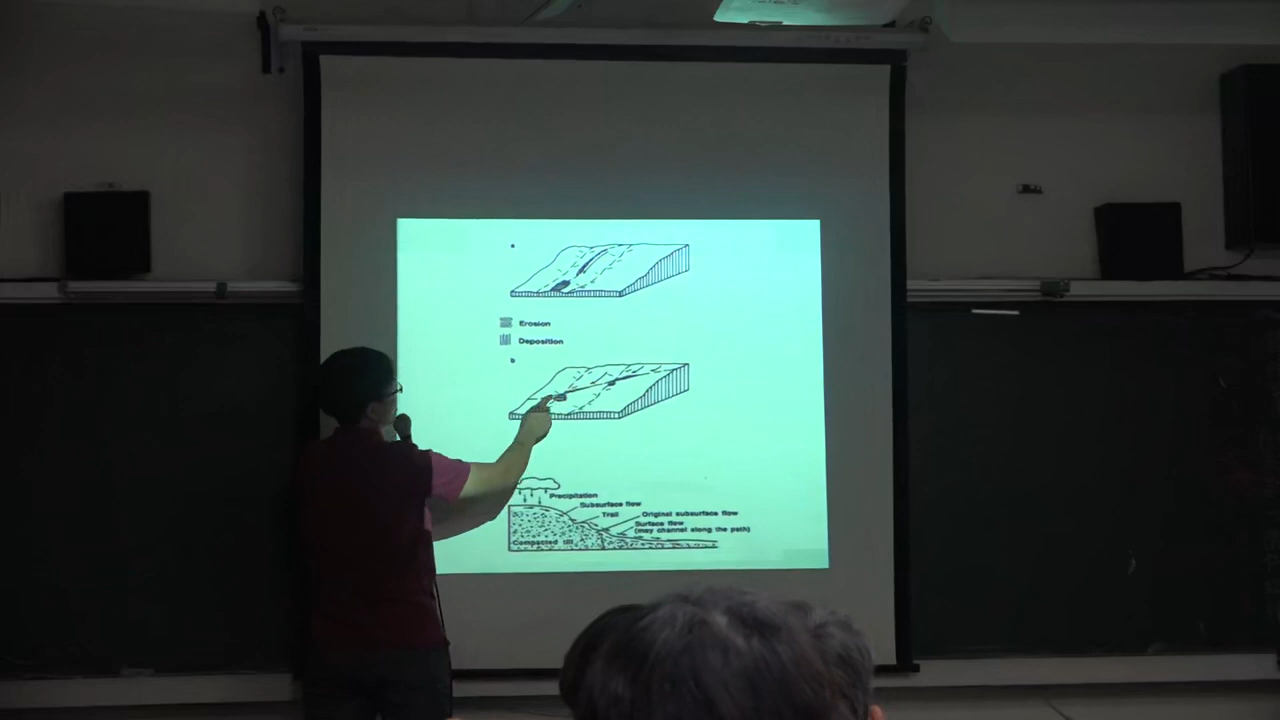 a
Erosion
Deposition
b
Precipitation
Subsurface flow
Trail
Original subsurface flow
Surface flow
(may channel along the path)
Compacted till